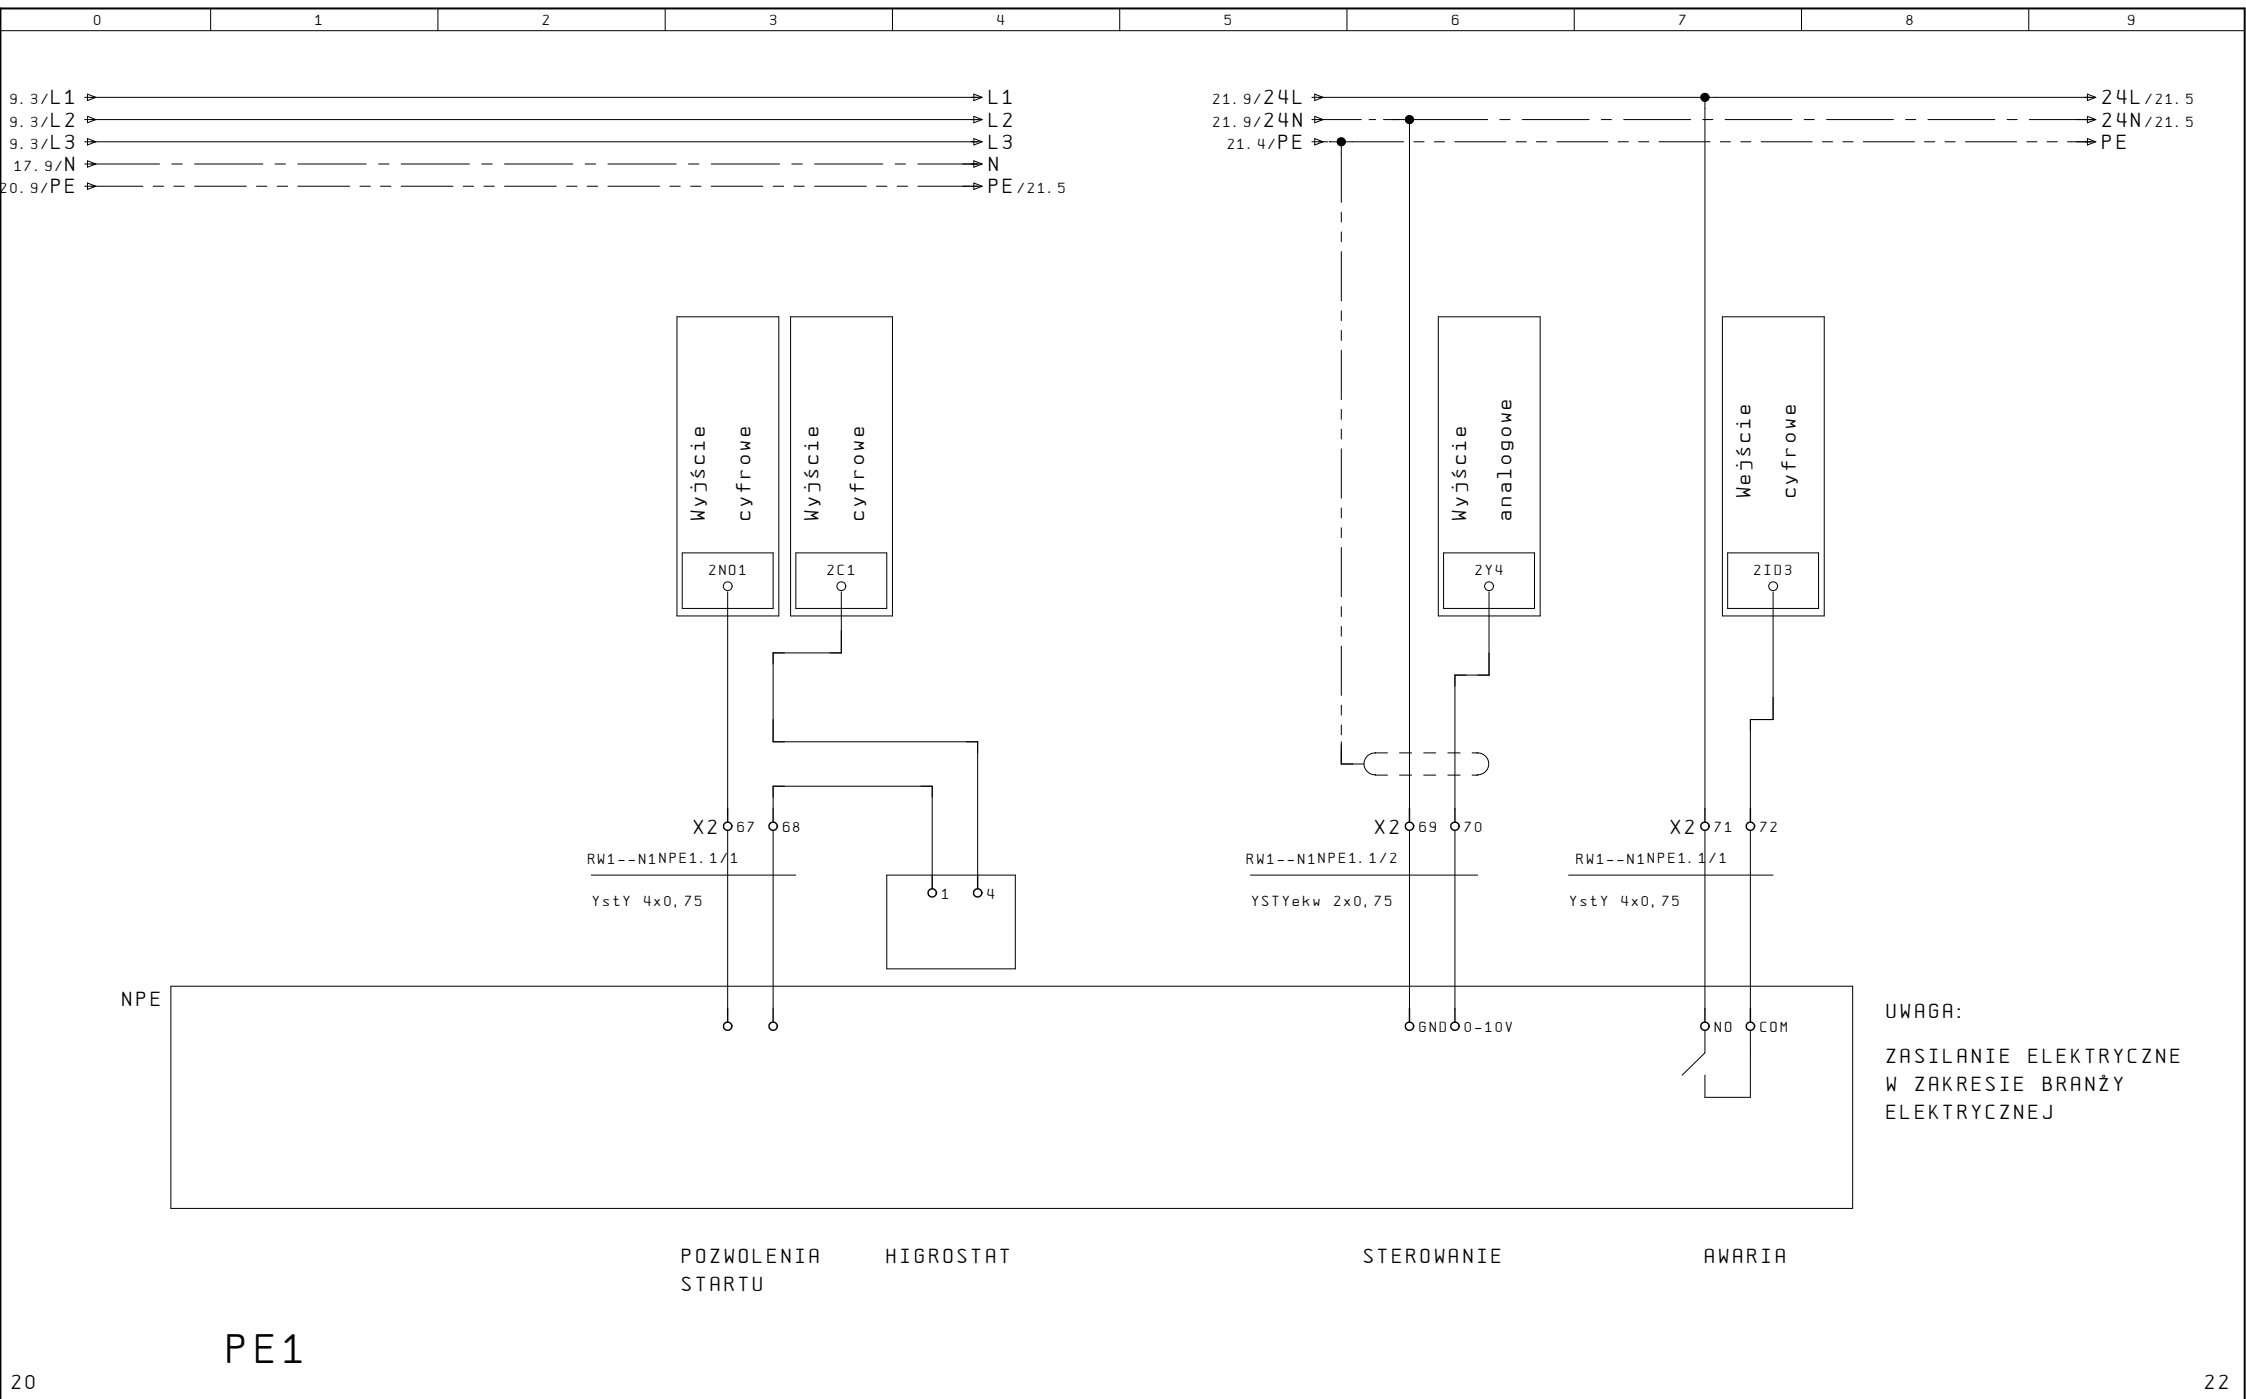 0 1 2 3 4 5 6 7 8 9
9.3/L1 L1
9.3/L2 L2
9.3/L3 L3
17.9/N N
20.9/PE PE/21.5
21.9/24L 24L/21.5
21.9/24N 24N/21.5
21.4/PE PE
Wyjście
cyfrowe
2NO1
Wyjście
cyfrowe
2C1
Wyjście
analogowe
2Y4
Wejście
cyfrowe
2ID3
X2 67 68
RW1--N1NPE1.1/1
YstY 4x0,75
1 4
X2 69 70
RW1--N1NPE1.1/2
YSTYekw 2x0,75
X2 71 72
RW1--N1NPE1.1/1
YstY 4x0,75
NPE
GND 0-10V
NO COM
UWAGA:
ZASILANIE ELEKTRYCZNE
W ZAKRESIE BRANŻY
ELEKTRYCZNEJ
POZWOLENIA
STARTU
HIGROSTAT
STEROWANIE
AWARIA
PE1
20
22